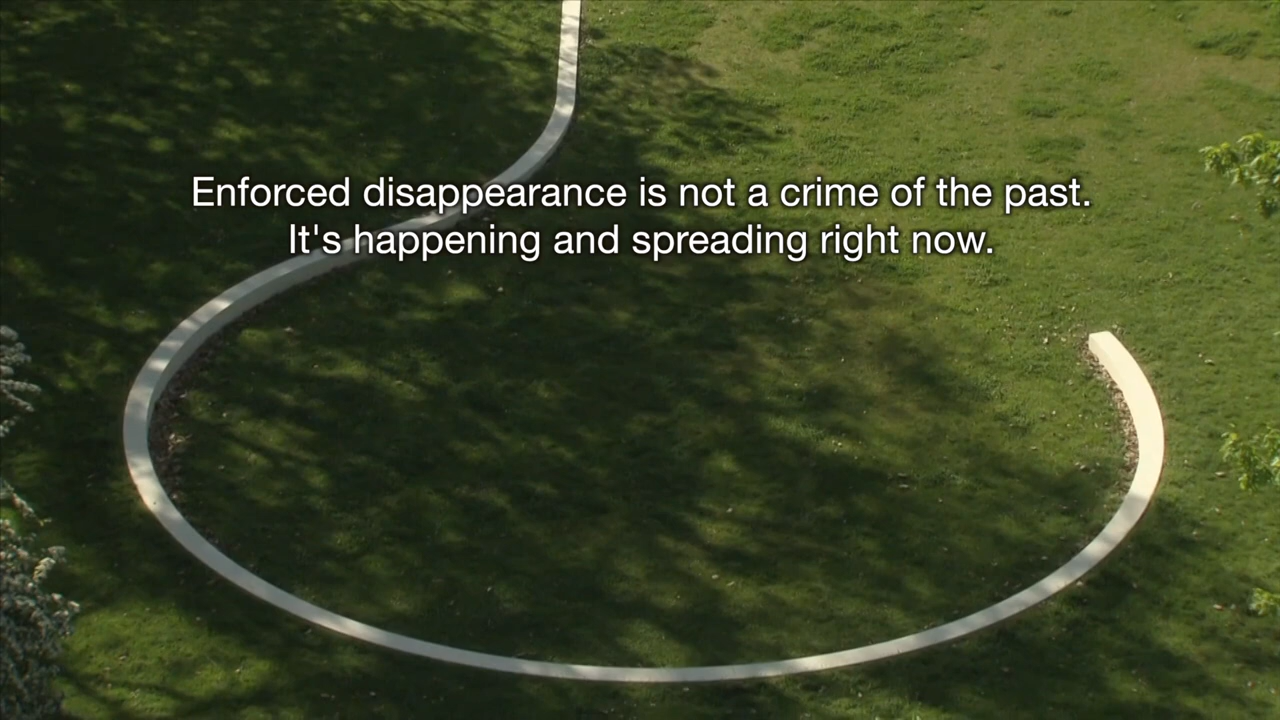 Enforced disappearance is not a crime of the past.
It's happening and spreading right now.